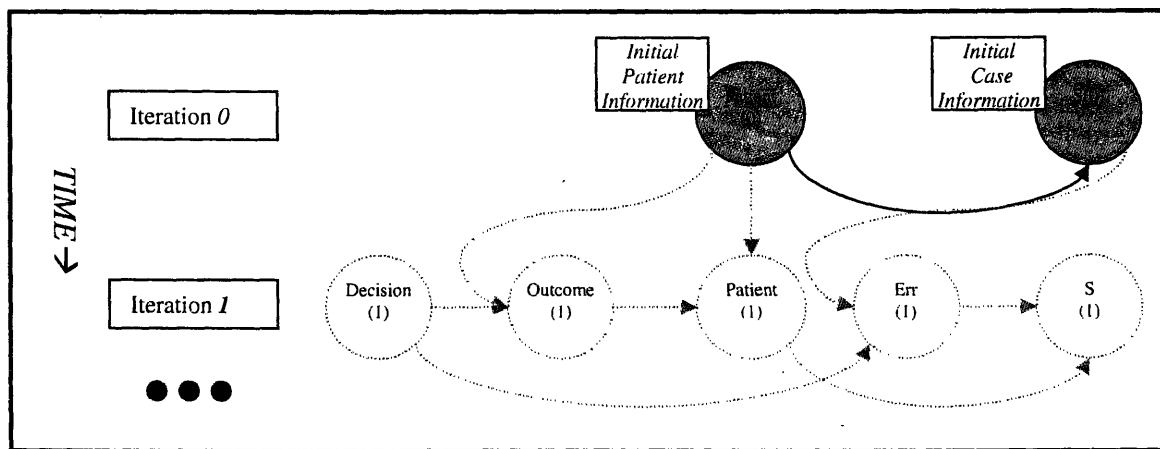 Initial
Patient
Information
Initial
Case
Information
Iteration 0
TIME →
Iteration 1
Decision
(1)
Outcome
(1)
Patient
(1)
Err
(1)
S
(1)